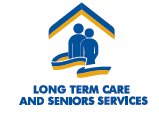 LONG TERM CARE
AND SENIORS SERVICES